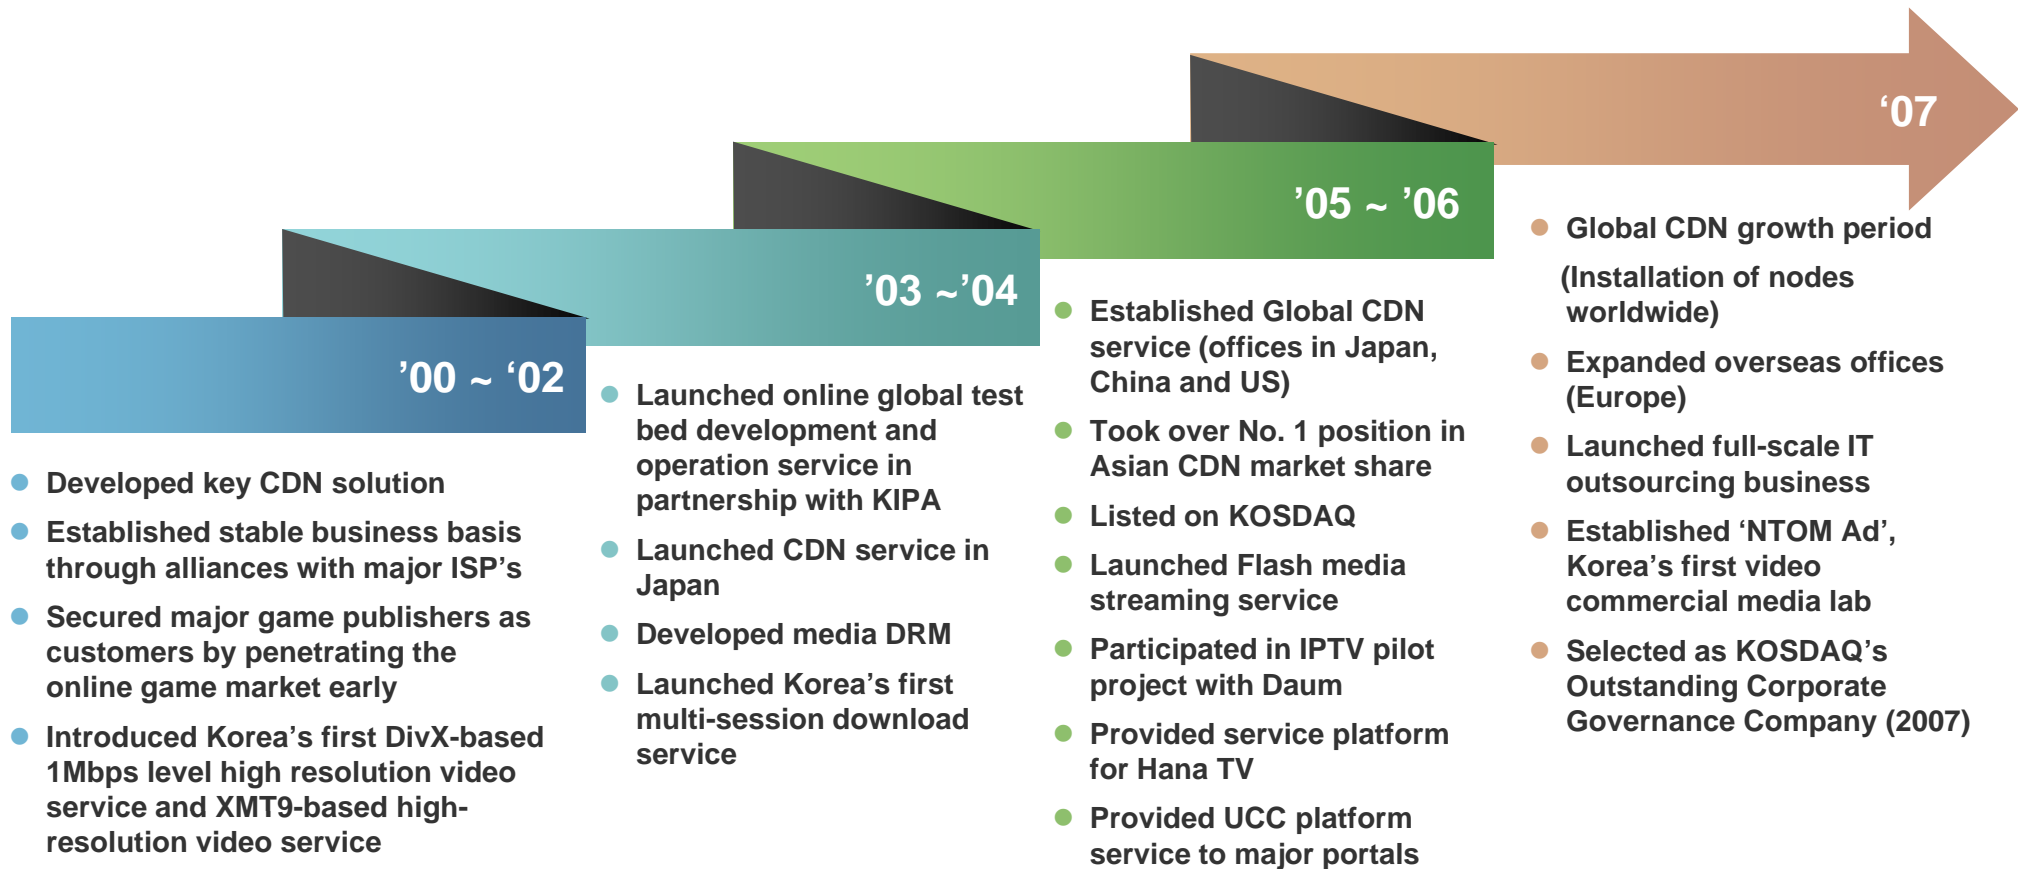 ’00 ~ ‘02
Developed key CDN solution
Established stable business basis
through alliances with major ISP’s
Secured major game publishers as
customers by penetrating the
online game market early
Introduced Korea’s first DivX-based
1Mbps level high resolution video
service and XMT9-based high-
resolution video service
’03 ~’04
Launched online global test
bed development and
operation service in
partnership with KIPA
Launched CDN service in
Japan
Developed media DRM
Launched Korea’s first
multi-session download
service
’05 ~ ’06
Established Global CDN
service (offices in Japan,
China and US)
Took over No. 1 position in
Asian CDN market share
Listed on KOSDAQ
Launched Flash media
streaming service
Participated in IPTV pilot
project with Daum
Provided service platform
for Hana TV
Provided UCC platform
service to major portals
‘07
Global CDN growth period
(Installation of nodes
worldwide)
Expanded overseas offices
(Europe)
Launched full-scale IT
outsourcing business
Established ‘NTOM Ad’,
Korea’s first video
commercial media lab
Selected as KOSDAQ’s
Outstanding Corporate
Governance Company (2007)